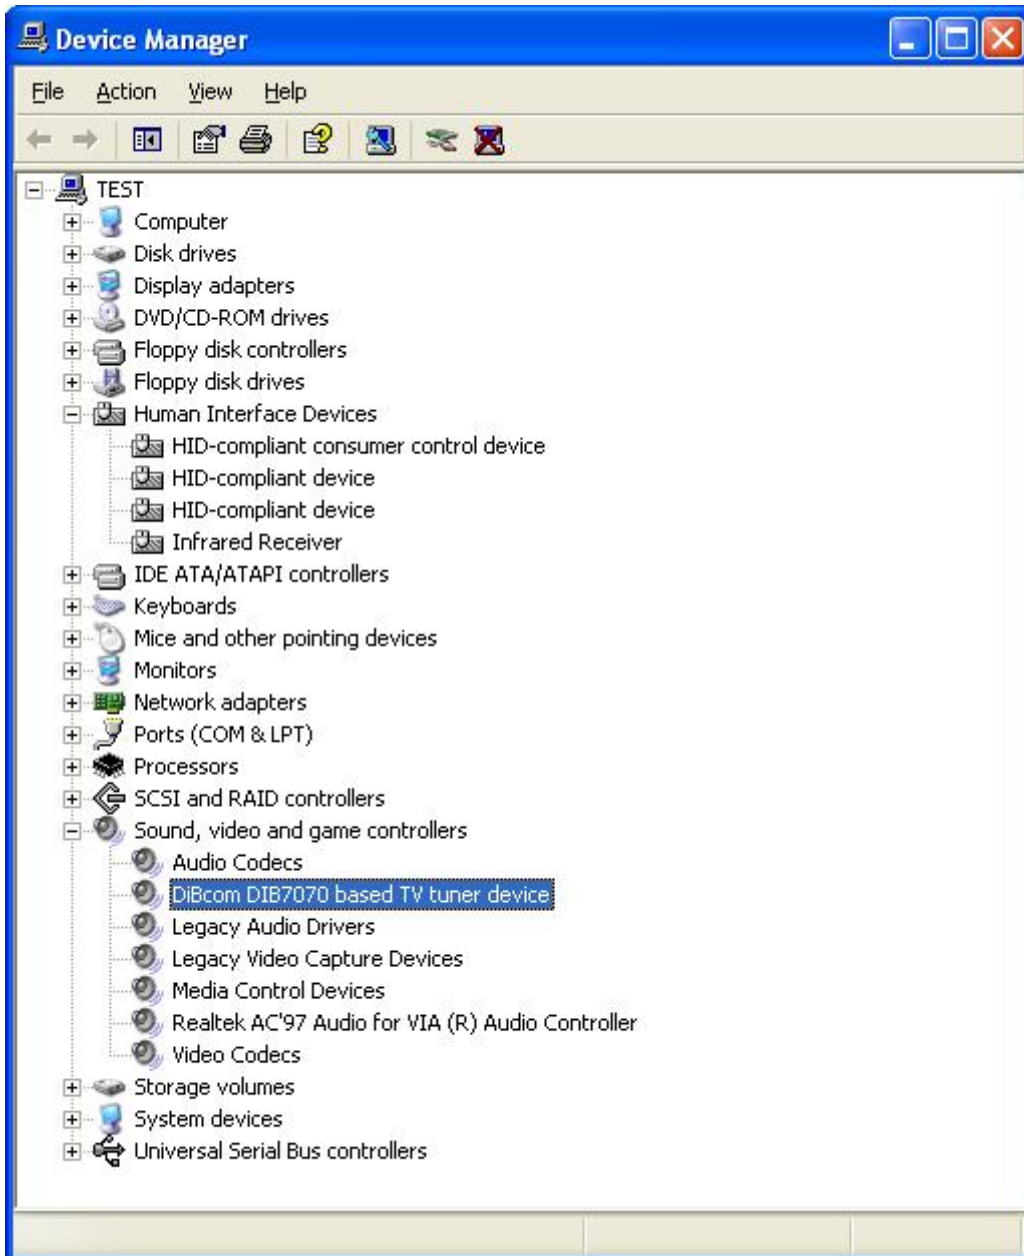 Device Manager
File Action View Help
TEST
Computer
Disk drives
Display adapters
DVD/CD-ROM drives
Floppy disk controllers
Floppy disk drives
Human Interface Devices
HID-compliant consumer control device
HID-compliant device
HID-compliant device
Infrared Receiver
IDE ATA/ATAPI controllers
Keyboards
Mice and other pointing devices
Monitors
Network adapters
Ports (COM & LPT)
Processors
SCSI and RAID controllers
Sound, video and game controllers
Audio Codecs
DiBcom DIB7070 based TV tuner device
Legacy Audio Drivers
Legacy Video Capture Devices
Media Control Devices
Realtek AC'97 Audio for VIA (R) Audio Controller
Video Codecs
Storage volumes
System devices
Universal Serial Bus controllers